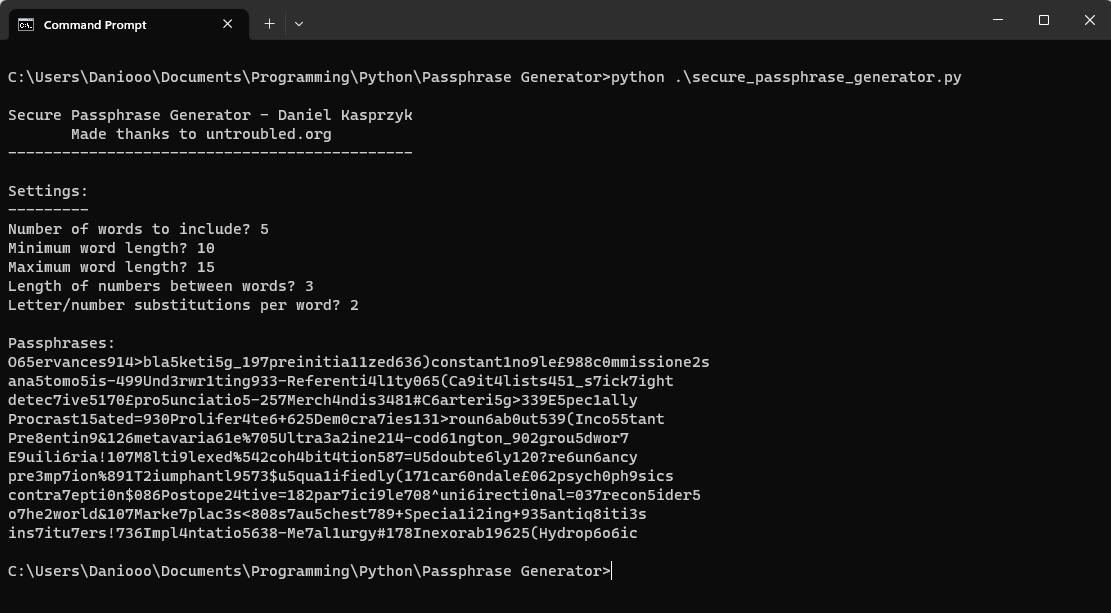 Command Prompt
C:\Users\Daniooo\Documents\Programming\Python\Passphrase Generator>python .\secure_passphrase_generator.py
Secure Passphrase Generator - Daniel Kasprzyk
Made thanks to untroubled.org
---------------------------------------------
Settings:
---------
Number of words to include? 5
Minimum word length? 10
Maximum word length? 15
Length of numbers between words? 3
Letter/number substitutions per word? 2
Passphrases:
O65ervances914>bla5keti5g_197preinitia11zed636)constant1no9le£988c0mmissione2s
ana5tomo5is-499Und3rwr1ting933-Referenti4l1ty065(Ca9it4lists451_s7ick7ight
detec7ive5170£pro5unciatio5-257Merch4ndis3481#C6arteri5g>339E5pec1ally
Procrast15ated=930Prolifer4te6+625Dem0cra7ies131>roun6ab0ut539(Inco55tant
Pre8entin9&126metavaria61e%705Ultra3a2ine214-cod61ngton_902grou5dwor7
E9uili6ria!107M8lti9lexed%542coh4bit4tion587=U5doubte6ly120?re6un6ancy
pre3mp7ion%891T2iumphantl9573$u5qua1ifiedly(171car60ndale£062psych0ph9sics
contra7epti0n$086Postope24tive=182par7ici9le708^uni6irecti0nal=037recon5ider5
o7he2world&107Marke7plac3s<808s7au5chest789+Specia1i2ing+935antiq8iti3s
ins7itu7ers!736Impl4ntatio5638-Me7al1urgy#178Inexorab19625(Hydrop6o6ic
C:\Users\Daniooo\Documents\Programming\Python\Passphrase Generator>